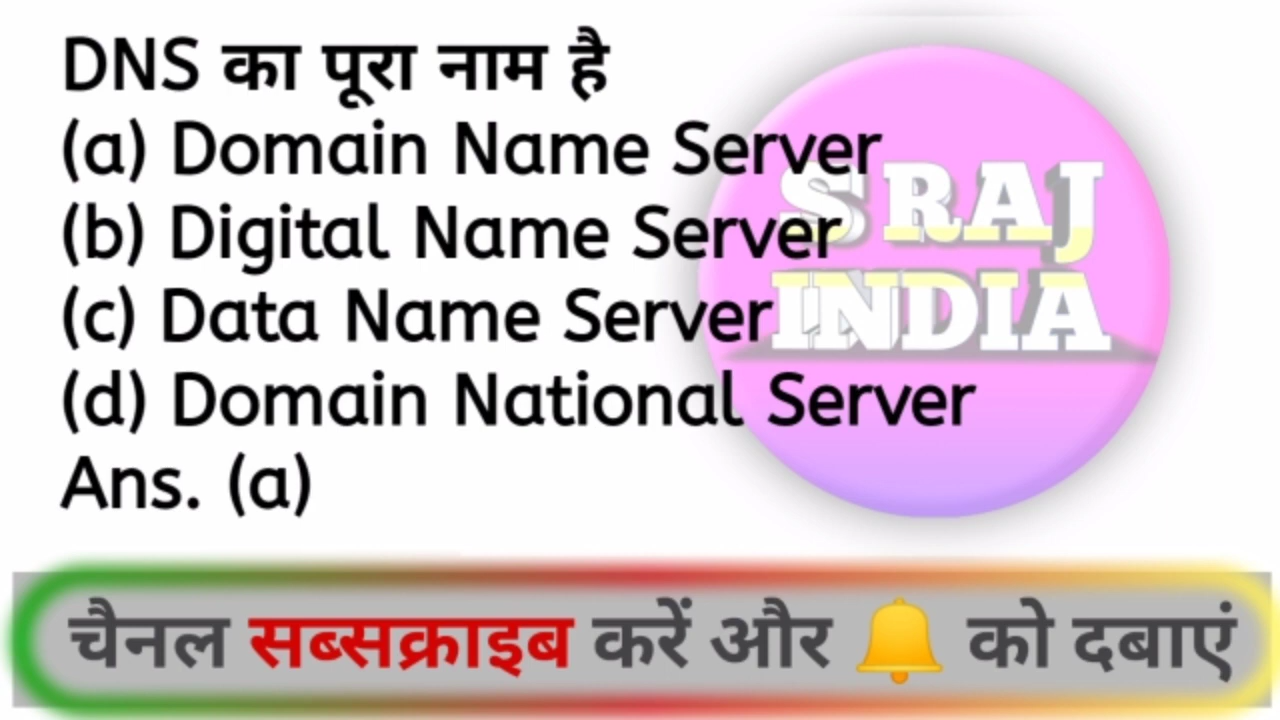 DNS का पूरा नाम है
(a) Domain Name Server
(b) Digital Name Server
(c) Data Name Server
(d) Domain National Server
Ans. (a)
S RAJ
INDIA
चैनल सब्सक्राइब करें और 🔔 को दबाएं